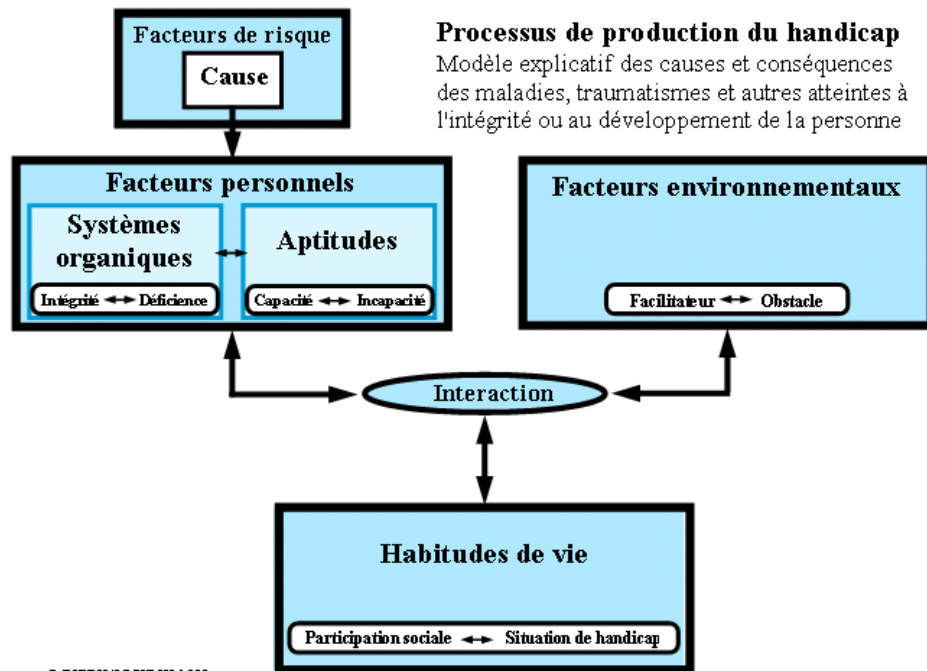 Facteurs de risque
Cause
Processus de production du handicap
Modèle explicatif des causes et conséquences
des maladies, traumatismes et autres atteintes à
l'intégrité ou au développement de la personne
Facteurs personnels
Systèmes
organiques
Intégrité Déficience
Aptitudes
Capacité Incapacité
Facteurs environnementaux
Facilitateur Obstacle
Interaction
Habitudes de vie
Participation sociale Situation de handicap